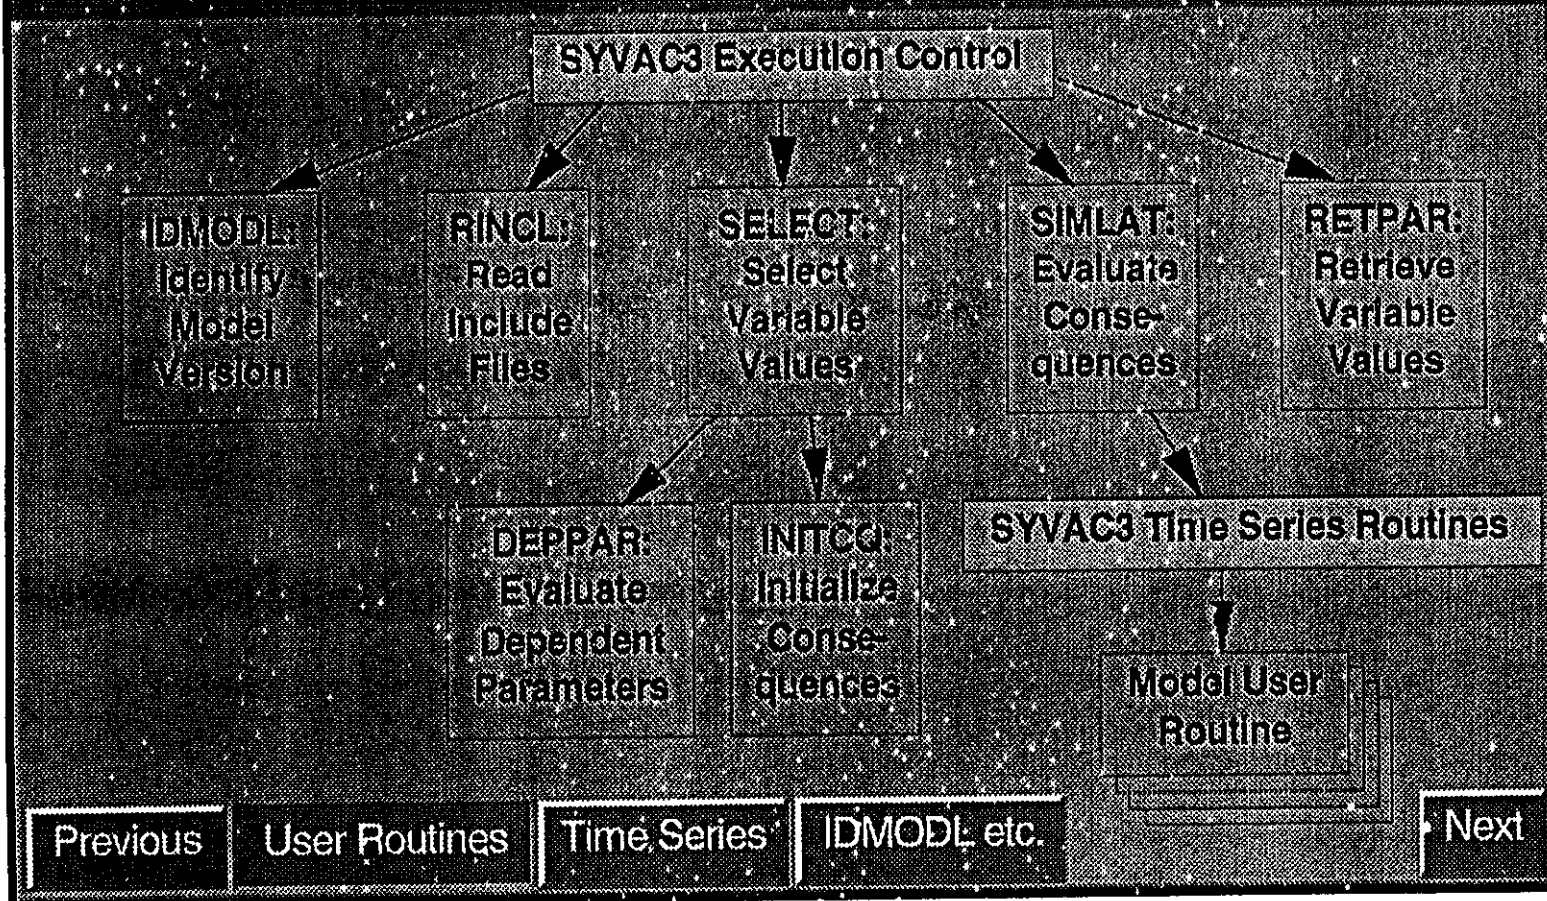 SYVAC3 Execution Control
IDMODL:
Identify
Model
Version
RINCL:
Read
Include
Files
SELECT:
Select
Variable
Values
SIMLAT:
Evaluate
Conse-
quences
RETPAR:
Retrieve
Variable
Values
DEPPAR:
Evaluate
Dependent
Parameters
INITCQ:
Initialize
Conse-
quences
SYVAC3 Time Series Routines
Model User
Routine
Previous
User Routines
Time Series
IDMODL etc.
Next